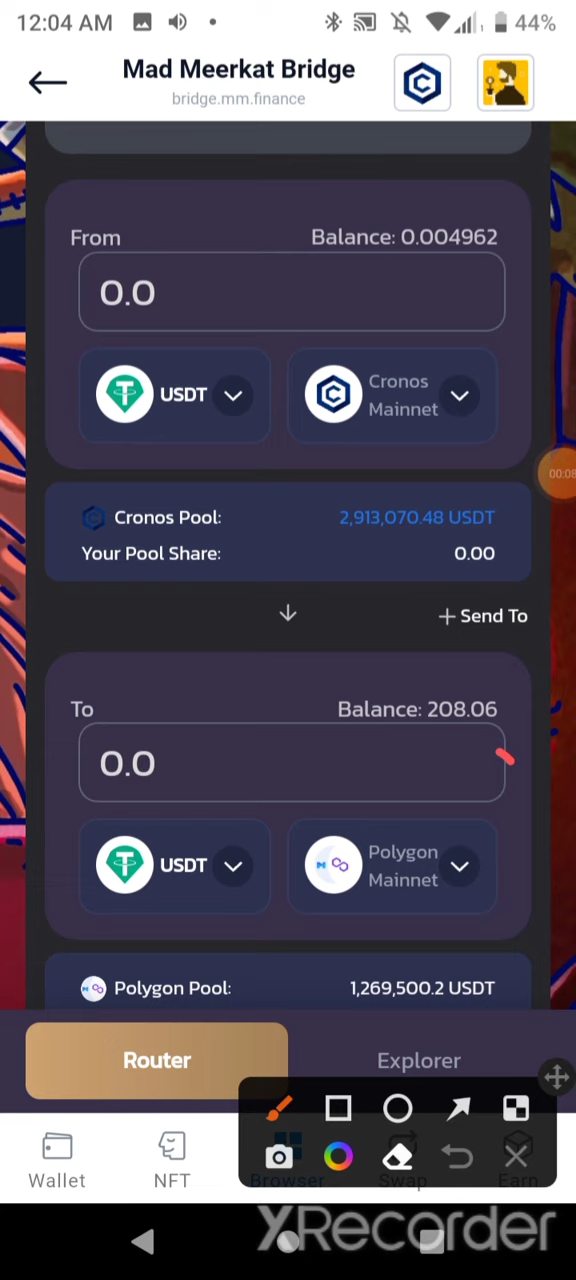 12:04 AM 44%
Mad Meerkat Bridge
bridge.mm.finance
From Balance: 0.004962
0.0
USDT Cronos Mainnet
00:08
Cronos Pool: 2,913,070.48 USDT
Your Pool Share: 0.00
+ Send To
To Balance: 208.06
0.0
USDT Polygon Mainnet
Polygon Pool: 1,269,500.2 USDT
Router Explorer
Wallet NFT Browser Swap Earn
XRecorder